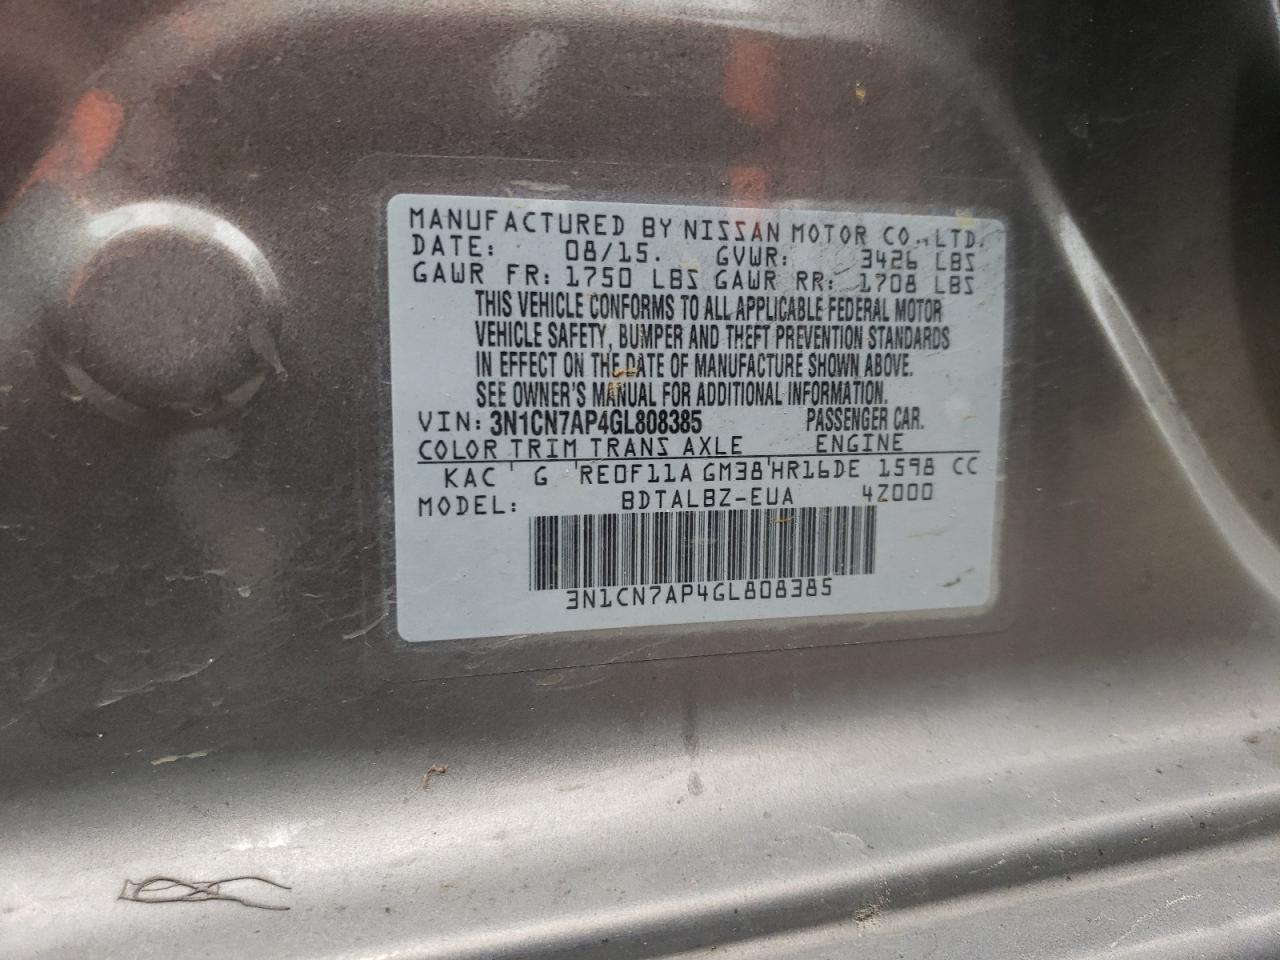 MANUFACTURED BY NISSAN MOTOR CO.,LTD.
DATE: 08/15. GVWR: 3426 LBS
GAWR FR: 1750 LBS GAWR RR: 1708 LBS
THIS VEHICLE CONFORMS TO ALL APPLICABLE FEDERAL MOTOR
VEHICLE SAFETY, BUMPER AND THEFT PREVENTION STANDARDS
IN EFFECT ON THE DATE OF MANUFACTURE SHOWN ABOVE.
SEE OWNER'S MANUAL FOR ADDITIONAL INFORMATION.
VIN: 3N1CN7AP4GL808385 PASSENGER CAR.
COLOR TRIM TRANS AXLE ENGINE
KAC G RE0F11A GM38 HR16DE 1598 CC
MODEL: BDTALBZ-EUA 4Z000
3N1CN7AP4GL808385